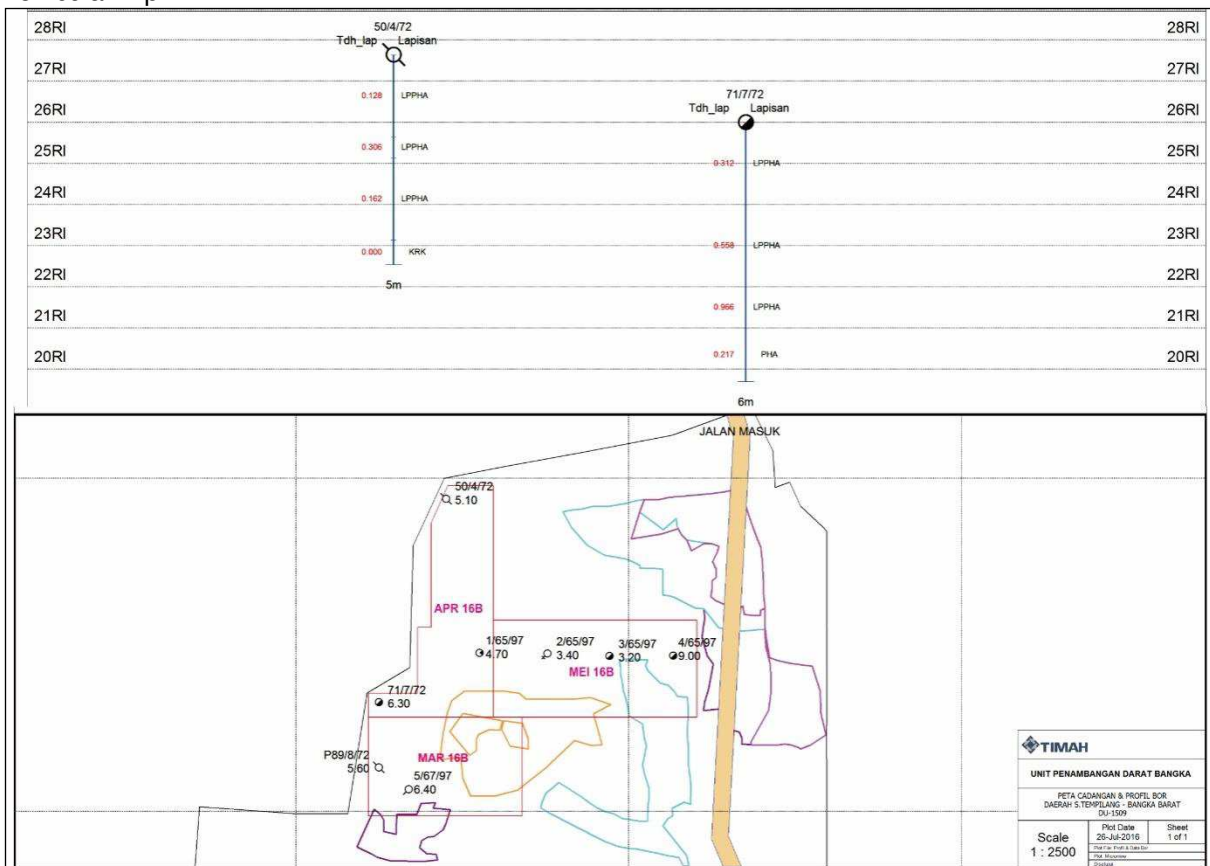 28RI
50/4/72
28RI
Tdh_lap Lapisan
27RI
27RI
0.128 LPPHA
71/7/72
Tdh_lap Lapisan
26RI
26RI
25RI
0.306 LPPHA
25RI
0.312 LPPHA
24RI
0.162 LPPHA
24RI
23RI
23RI
0.000 KRK
0.558 LPPHA
22RI
5m
22RI
21RI
0.966 LPPHA
21RI
20RI
0.217 PHA
20RI
6m
JALAN MASUK
50/4/72
5.10
APR 16B
1/65/97
4.70
2/65/97
3.40
3/65/97
3.20
4/65/97
9.00
MEI 16B
71/7/72
6.30
P89/8/72
5.60
MAR 16B
5/67/97
6.40
TIMAH
UNIT PENAMBANGAN DARAT BANGKA
PETA CADANGAN & PROFIL BOR
DAERAH S.TEMPILANG - BANGKA BARAT
DU-1509
Scale
1 : 2500
Plot Date
26-Jul-2016
Sheet
1 of 1